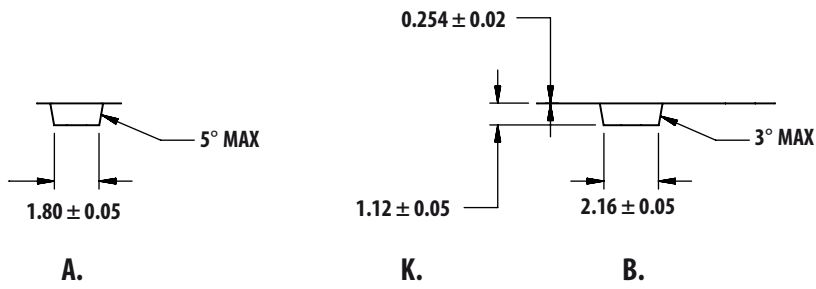 0.254 ± 0.02
5° MAX
3° MAX
1.80 ± 0.05
1.12 ± 0.05
2.16 ± 0.05
A.
K.
B.